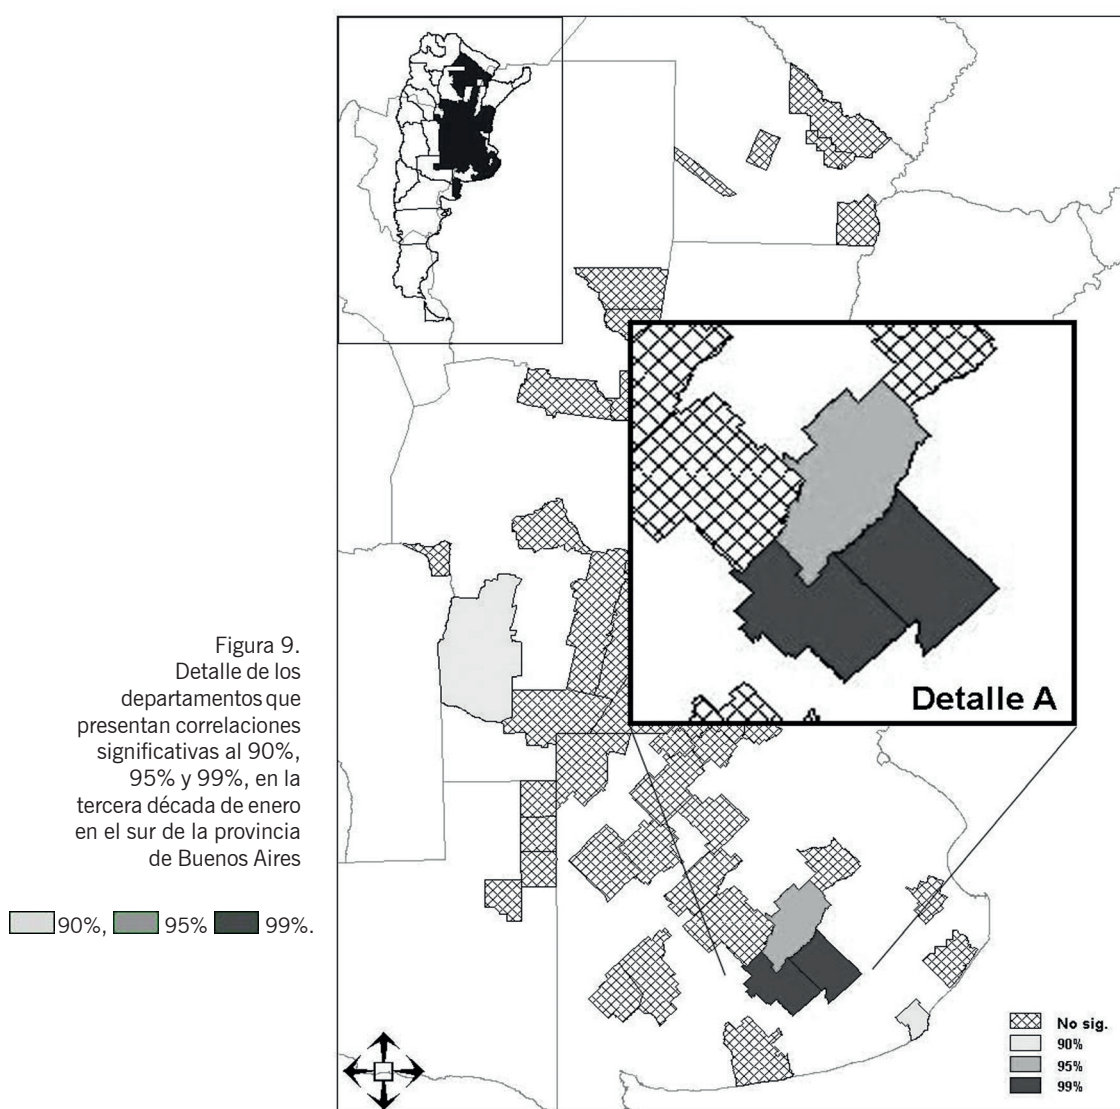 Figura 9.
Detalle de los
departamentos que
presentan correlaciones
significativas al 90%,
95% y 99%, en la
tercera década de enero
en el sur de la provincia
de Buenos Aires
90%, 95% 99%.
Detalle A
No sig.
90%
95%
99%